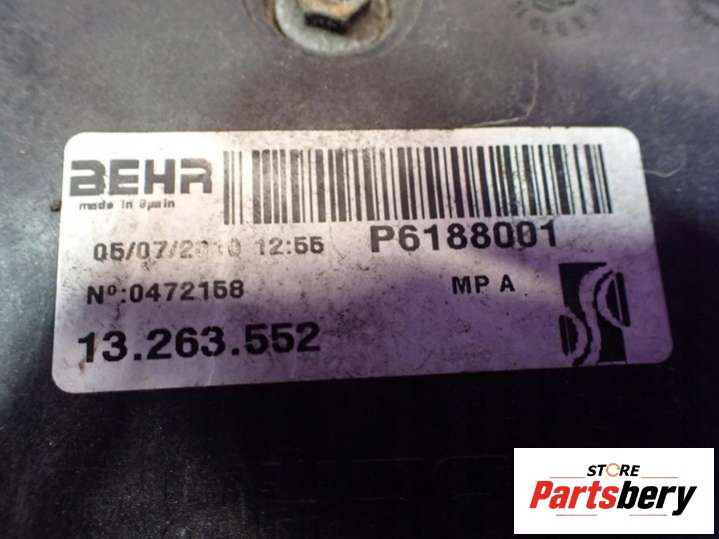 BEHR
made in Spain
05/07/2010 12:55
P6188001
Nº:0472158
MP A
13.263.552
STORE
Partsbery